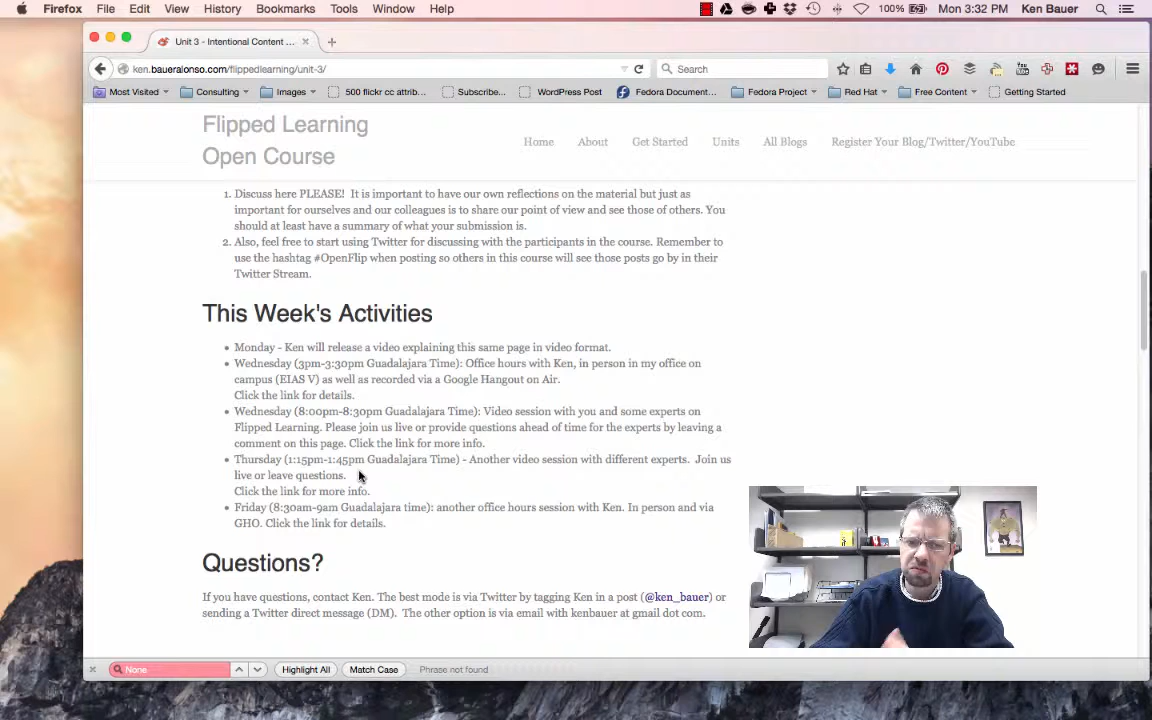 Firefox File Edit View History Bookmarks Tools Window Help 100% Mon 3:32 PM Ken Bauer
Unit 3 - Intentional Content ...
ken.baueralonso.com/flippedlearning/unit-3/ Search
Most Visited Consulting Images 500 flickr cc attrib... Subscribe... WordPress Post Fedora Document... Fedora Project Red Hat Free Content Getting Started
Flipped Learning
Open Course
Home About Get Started Units All Blogs Register Your Blog/Twitter/YouTube
1. Discuss here PLEASE! It is important to have our own reflections on the material but just as
important for ourselves and our colleagues is to share our point of view and see those of others. You
should at least have a summary of what your submission is.
2. Also, feel free to start using Twitter for discussing with the participants in the course. Remember to
use the hashtag #OpenFlip when posting so others in this course will see those posts go by in their
Twitter Stream.
This Week's Activities
• Monday - Ken will release a video explaining this same page in video format.
• Wednesday (3pm-3:30pm Guadalajara Time): Office hours with Ken, in person in my office on
campus (EIAS V) as well as recorded via a Google Hangout on Air.
Click the link for details.
• Wednesday (8:00pm-8:30pm Guadalajara Time): Video session with you and some experts on
Flipped Learning. Please join us live or provide questions ahead of time for the experts by leaving a
comment on this page. Click the link for more info.
• Thursday (1:15pm-1:45pm Guadalajara Time) - Another video session with different experts. Join us
live or leave questions.
Click the link for more info.
• Friday (8:30am-9am Guadalajara time): another office hours session with Ken. In person and via
GHO. Click the link for details.
Questions?
If you have questions, contact Ken. The best mode is via Twitter by tagging Ken in a post (@ken_bauer) or
sending a Twitter direct message (DM). The other option is via email with kenbauer at gmail dot com.
None Highlight All Match Case Phrase not found